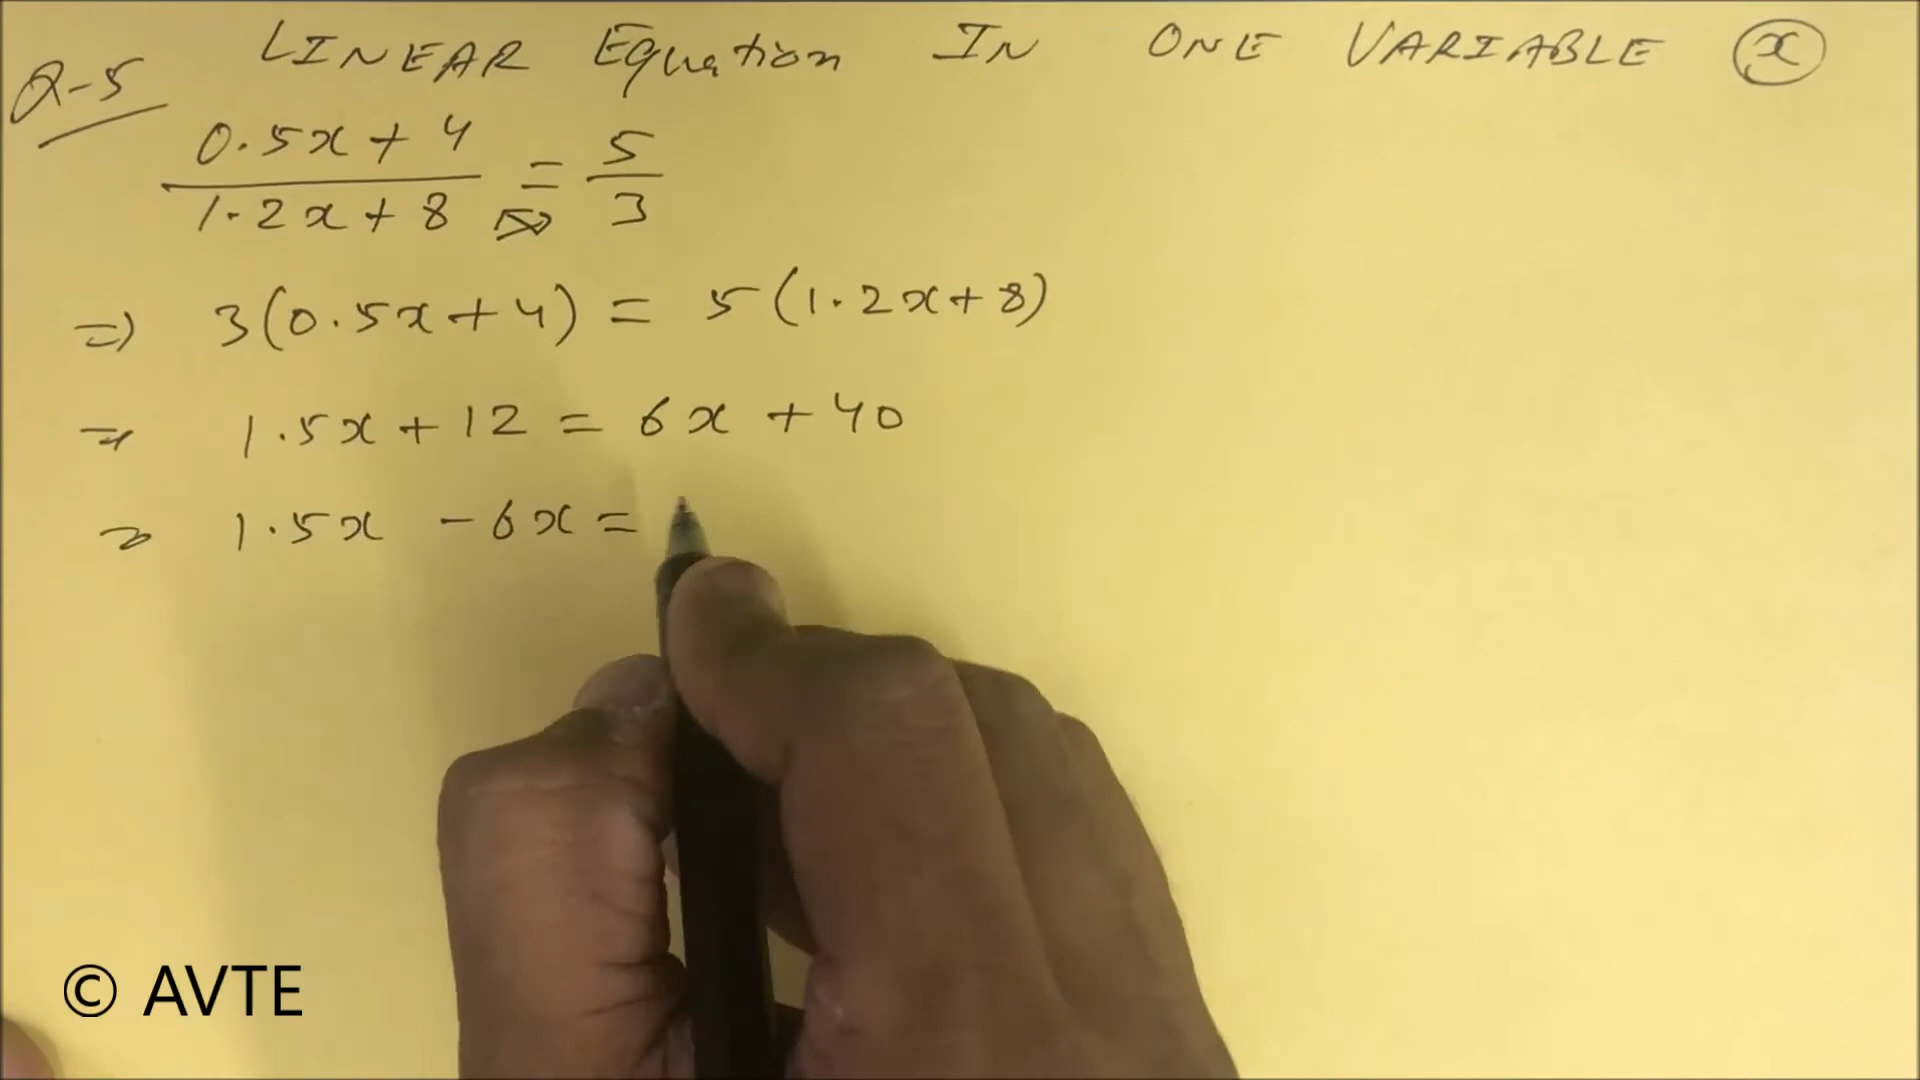 LINEAR Equation IN ONE VARIABLE x
Q-5
0.5x + 4 / 1.2x + 8 = 5 / 3
⇒ 3(0.5x + 4) = 5(1.2x + 8)
⇒ 1.5x + 12 = 6x + 40
⇒ 1.5x - 6x =
© AVTE